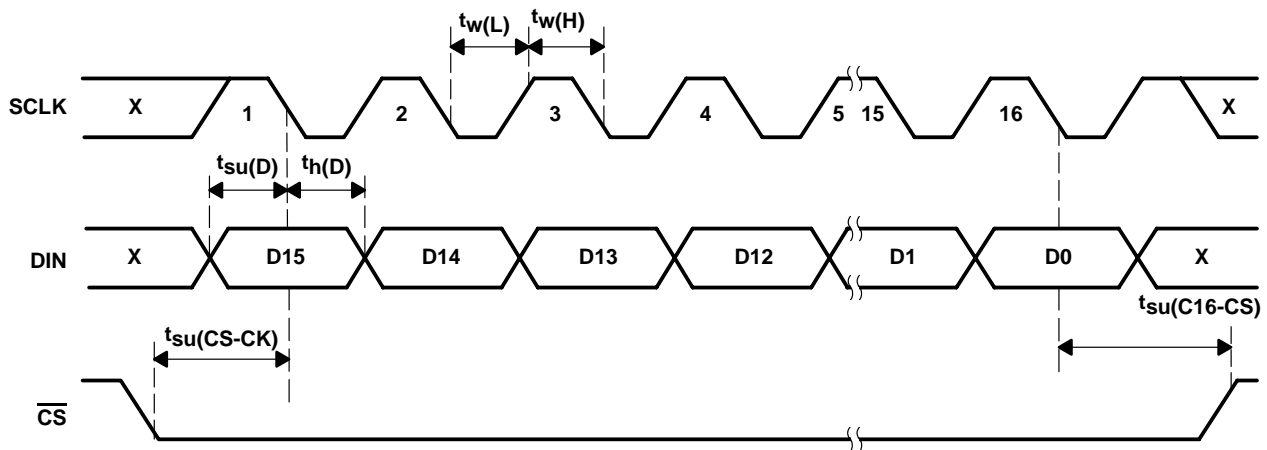 tw(L) tw(H)
SCLK X 1 2 3 4 5 15 16 X
tsu(D) th(D)
DIN X D15 D14 D13 D12 D1 D0 X
tsu(CS-CK) tsu(C16-CS)
CS